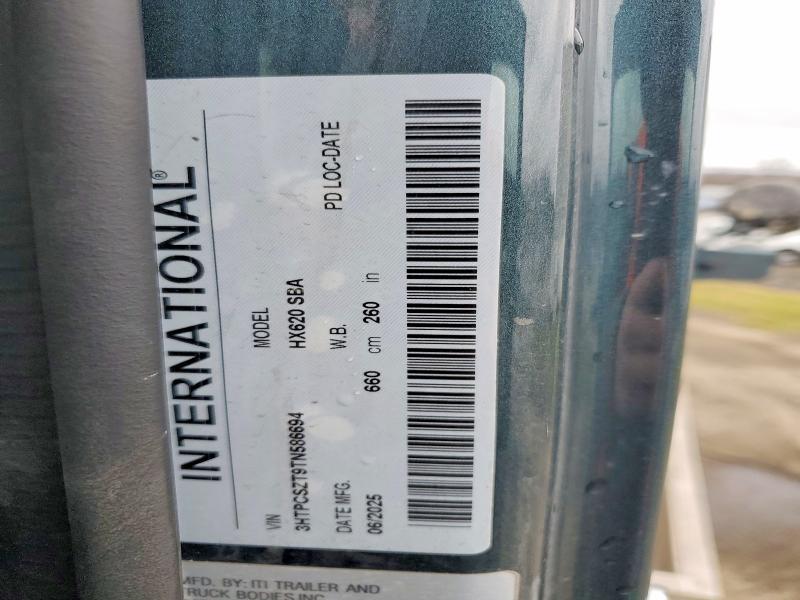 INTERNATIONAL®
VIN MODEL
3HTPCSZT9TN586694 HX620 SBA
DATE MFG. W.B. PD LOC-DATE
06/2025 660 cm 260 in
MFD. BY: ITI TRAILER AND
TRUCK BODIES, INC